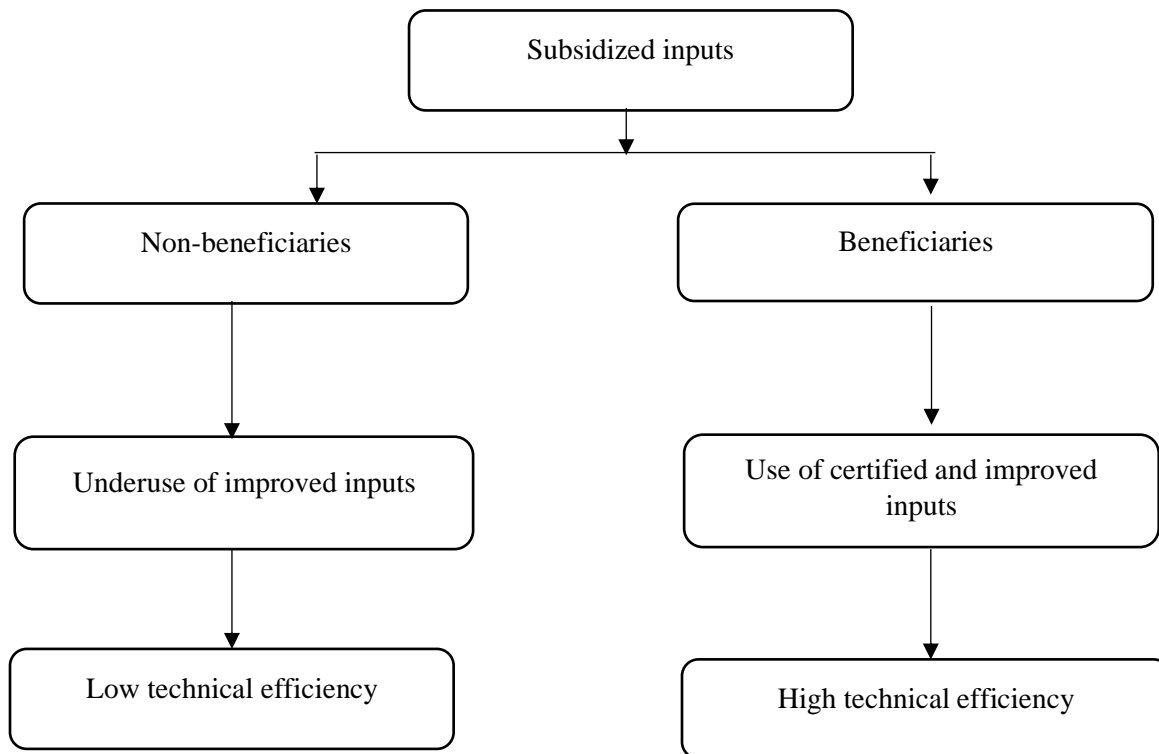 Subsidized inputs
Non-beneficiaries
Beneficiaries
Underuse of improved inputs
Use of certified and improved
inputs
Low technical efficiency
High technical efficiency